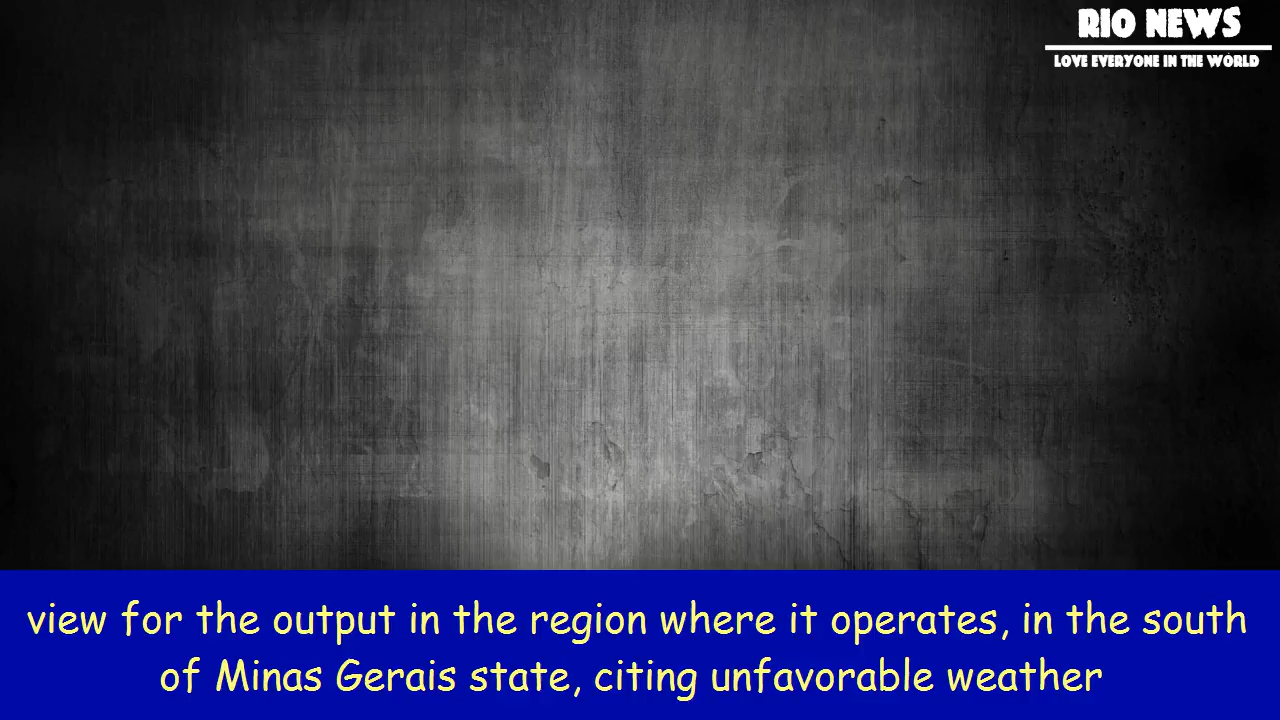 RIO NEWS
LOVE EVERYONE IN THE WORLD
view for the output in the region where it operates, in the south
of Minas Gerais state, citing unfavorable weather